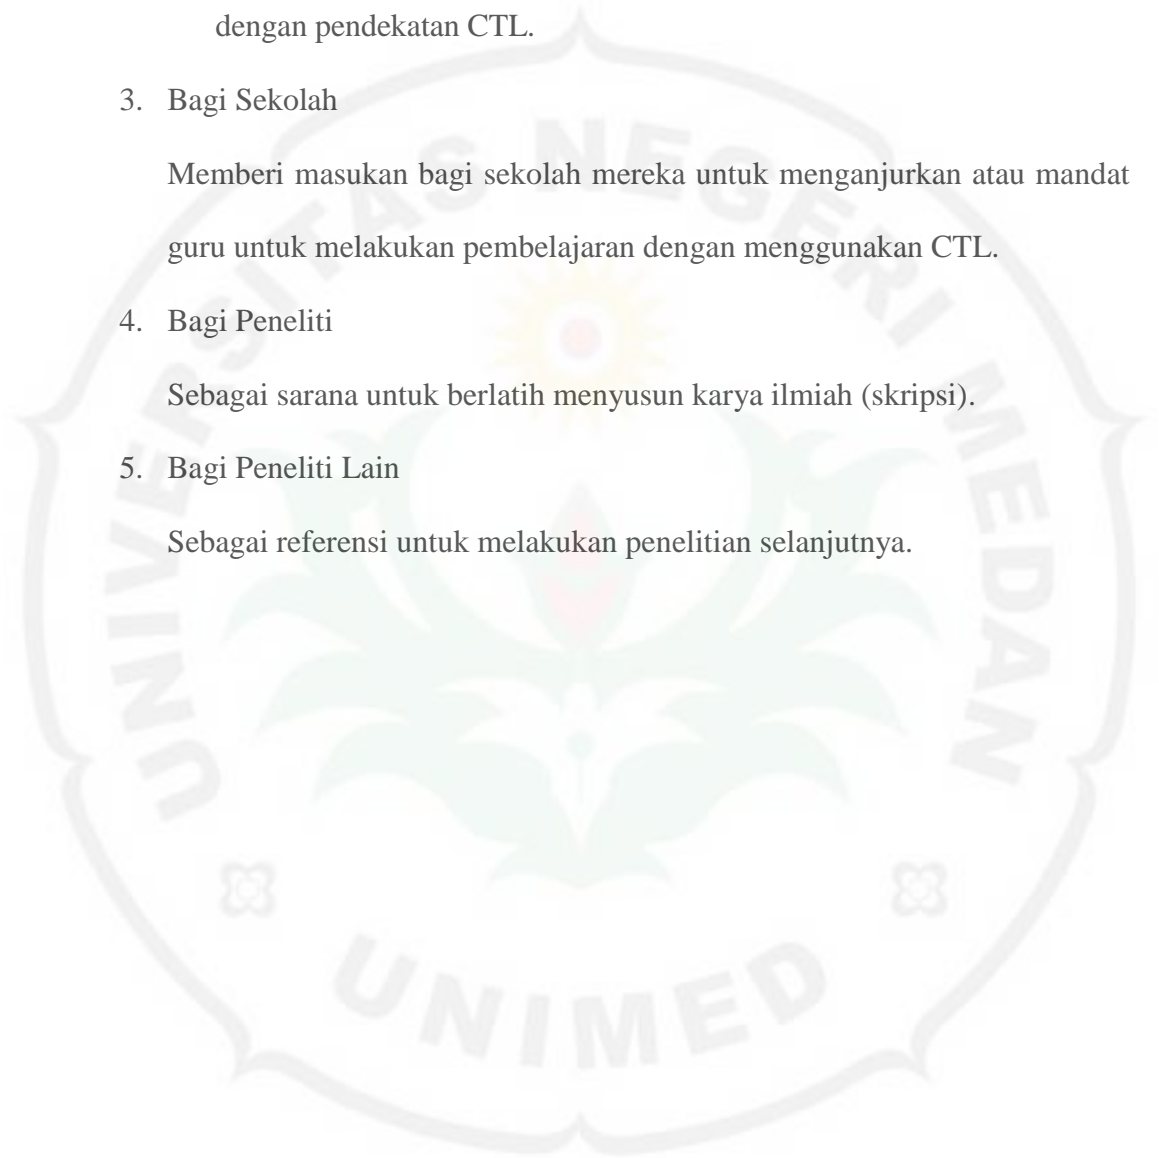 dengan pendekatan CTL.
3. Bagi Sekolah
Memberi masukan bagi sekolah mereka untuk menganjurkan atau mandat
guru untuk melakukan pembelajaran dengan menggunakan CTL.
4. Bagi Peneliti
Sebagai sarana untuk berlatih menyusun karya ilmiah (skripsi).
5. Bagi Peneliti Lain
Sebagai referensi untuk melakukan penelitian selanjutnya.
UNIVERSITAS NEGERI MEDAN
UNIMED